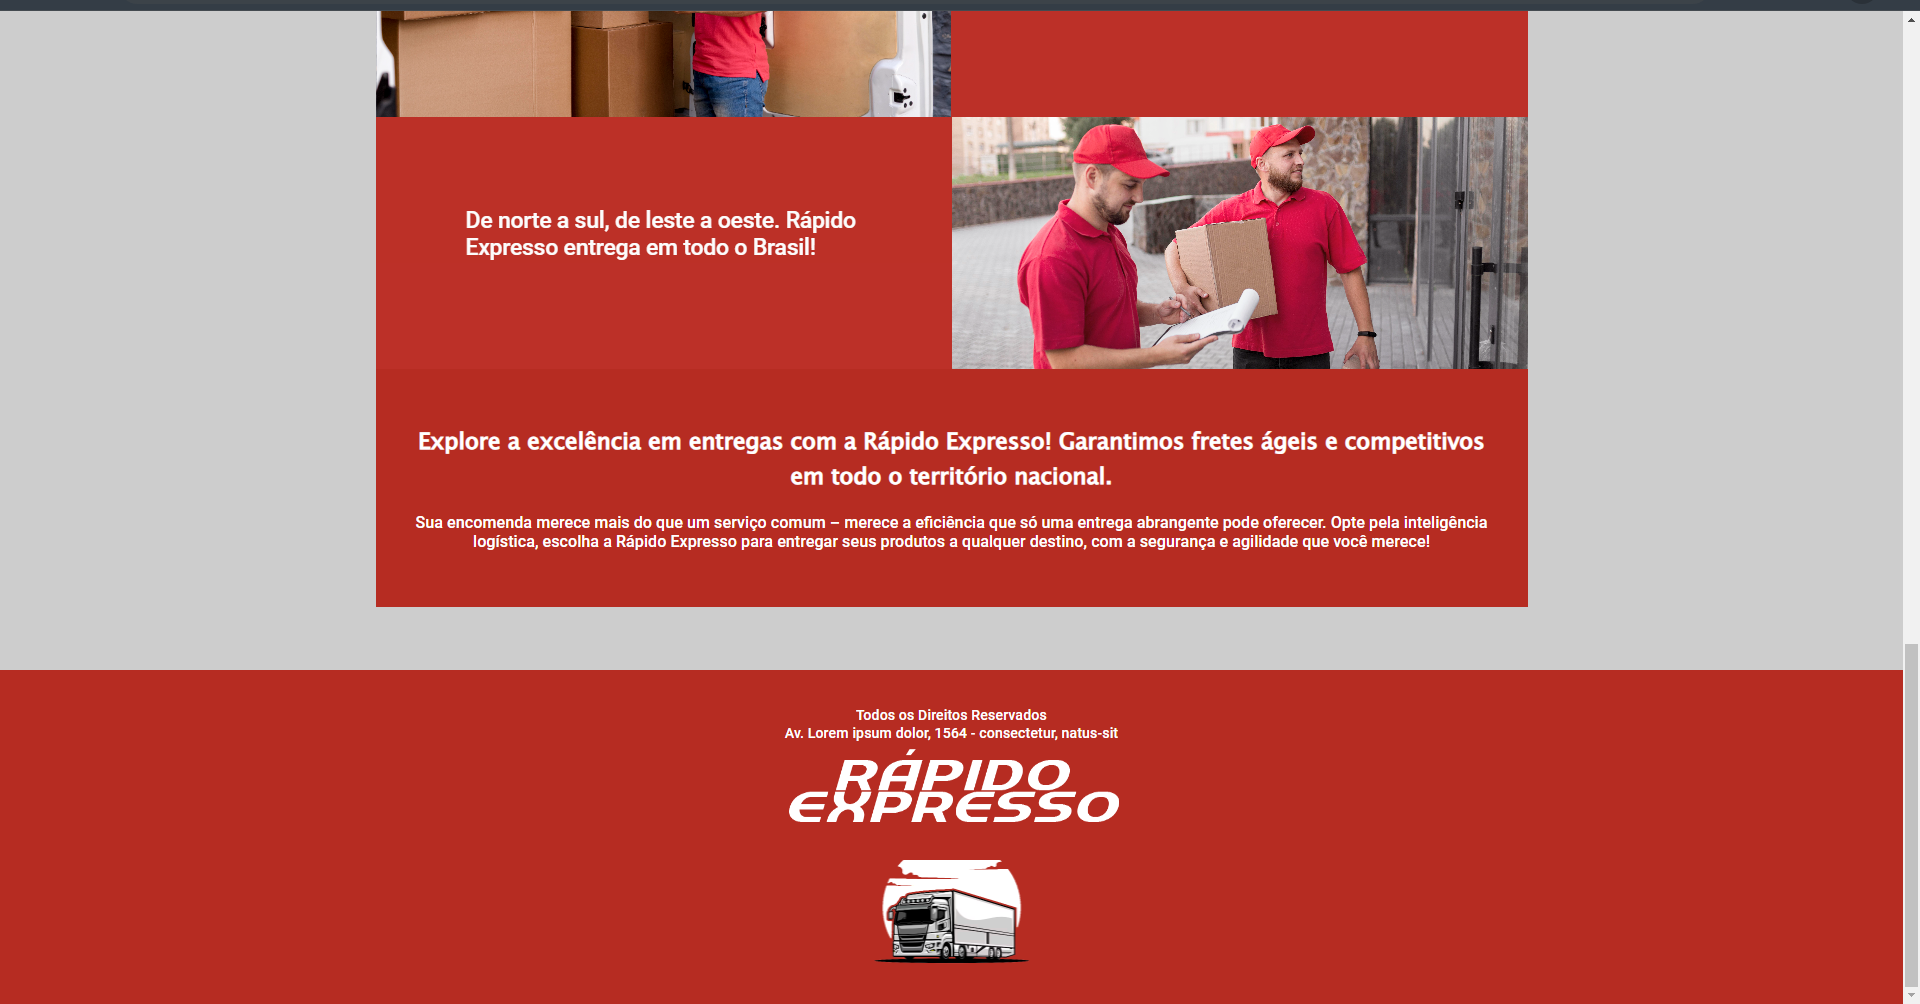 De norte a sul, de leste a oeste. Rápido
Expresso entrega em todo o Brasil!
Explore a excelência em entregas com a Rápido Expresso! Garantimos fretes ágeis e competitivos
em todo o território nacional.
Sua encomenda merece mais do que um serviço comum – merece a eficiência que só uma entrega abrangente pode oferecer. Opte pela inteligência
logística, escolha a Rápido Expresso para entregar seus produtos a qualquer destino, com a segurança e agilidade que você merece!
Todos os Direitos Reservados
Av. Lorem ipsum dolor, 1564 - consectetur, natus-sit
RÁPIDO
EXPRESSO